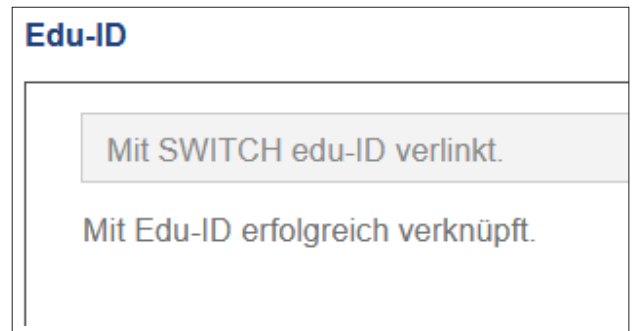 Edu-ID
Mit SWITCH edu-ID verlinkt.
Mit Edu-ID erfolgreich verknüpft.